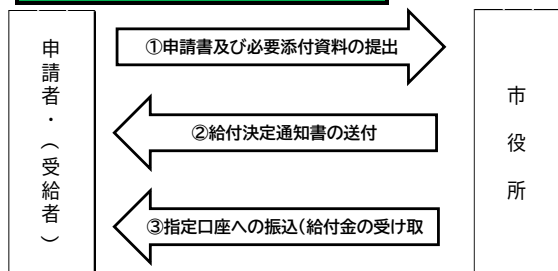 申請者・（受給者）
①申請書及び必要添付資料の提出
②給付決定通知書の送付
③指定口座への振込(給付金の受け取
市役所